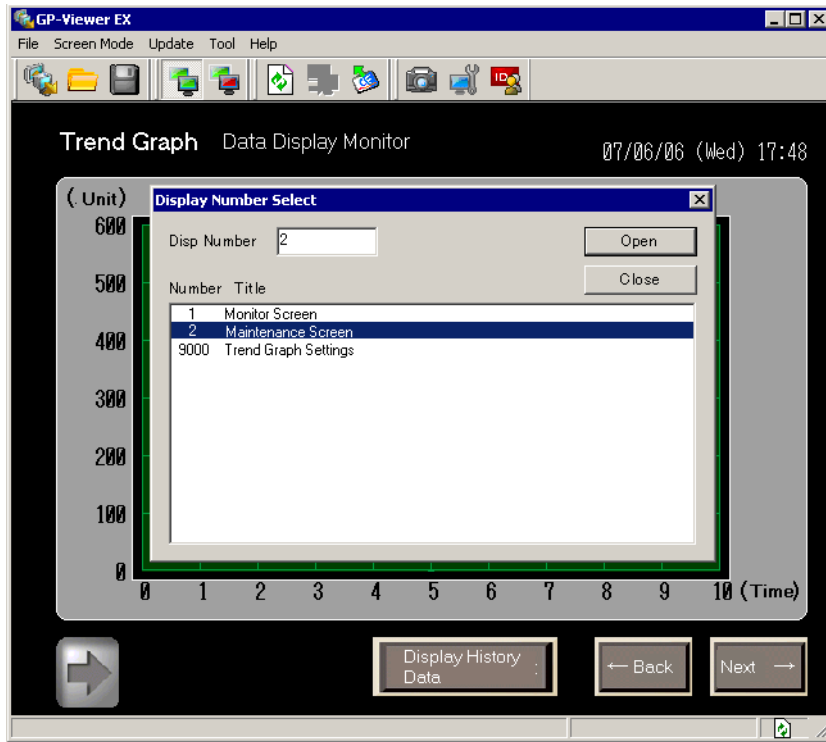 GP-Viewer EX
File Screen Mode Update Tool Help
ID
Trend Graph Data Display Monitor
07/06/06 (Wed) 17:48
(.Unit)
Display Number Select
600
Disp Number 2
Open
500
Close
Number Title
1 Monitor Screen
2 Maintenance Screen
400
9000 Trend Graph Settings
300
200
100
0
0 1 2 3 4 5 6 7 8 9 10 (Time)
Display History :
Data
← Back
Next →